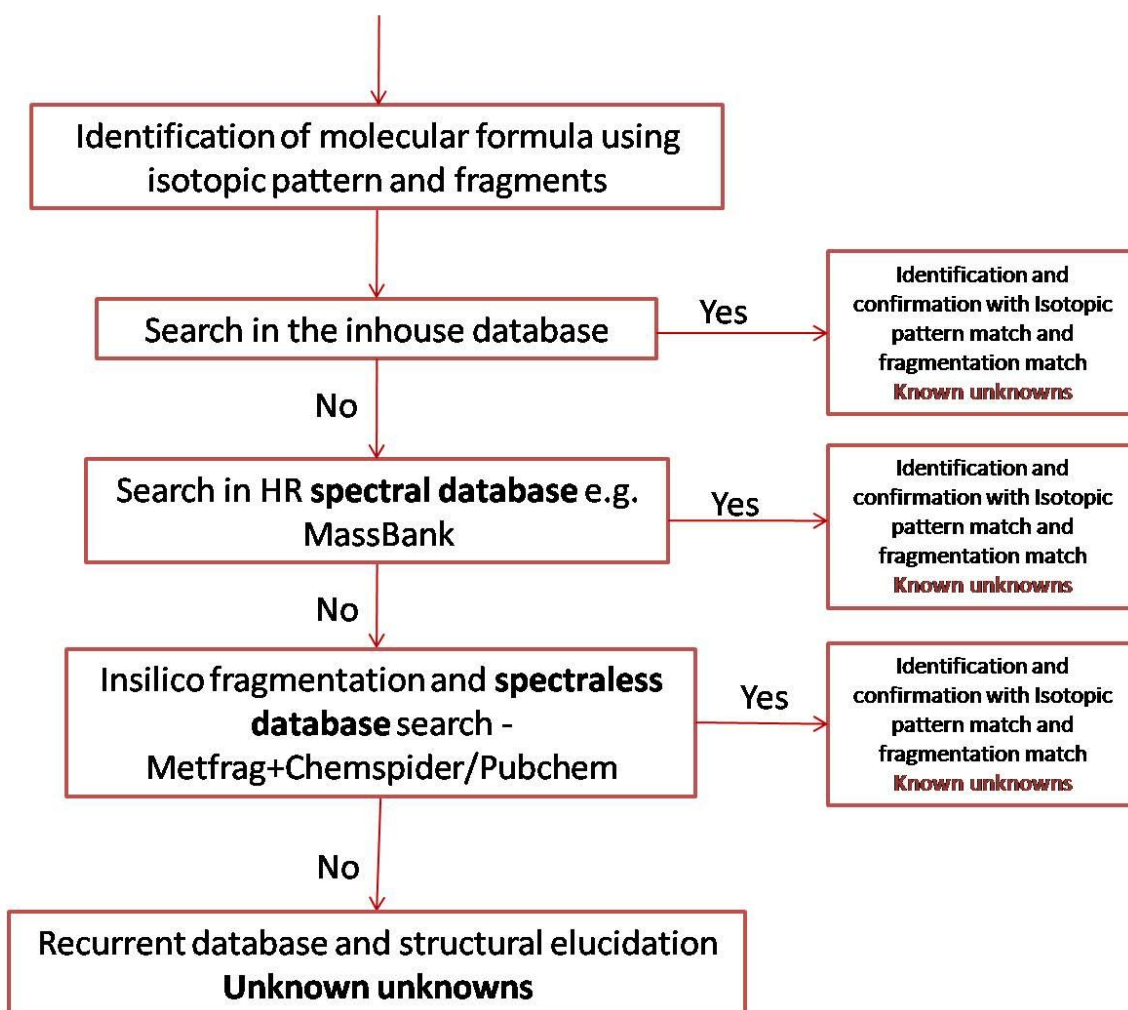 Identification of molecular formula using
isotopic pattern and fragments
Search in the inhouse database
Yes
Identification and
confirmation with Isotopic
pattern match and
fragmentation match
Known unknowns
No
Search in HR spectral database e.g.
MassBank
Yes
Identification and
confirmation with Isotopic
pattern match and
fragmentation match
Known unknowns
No
Insilico fragmentation and spectraless
database search -
Metfrag+Chemspider/Pubchem
Yes
Identification and
confirmation with Isotopic
pattern match and
fragmentation match
Known unknowns
No
Recurrent database and structural elucidation
Unknown unknowns